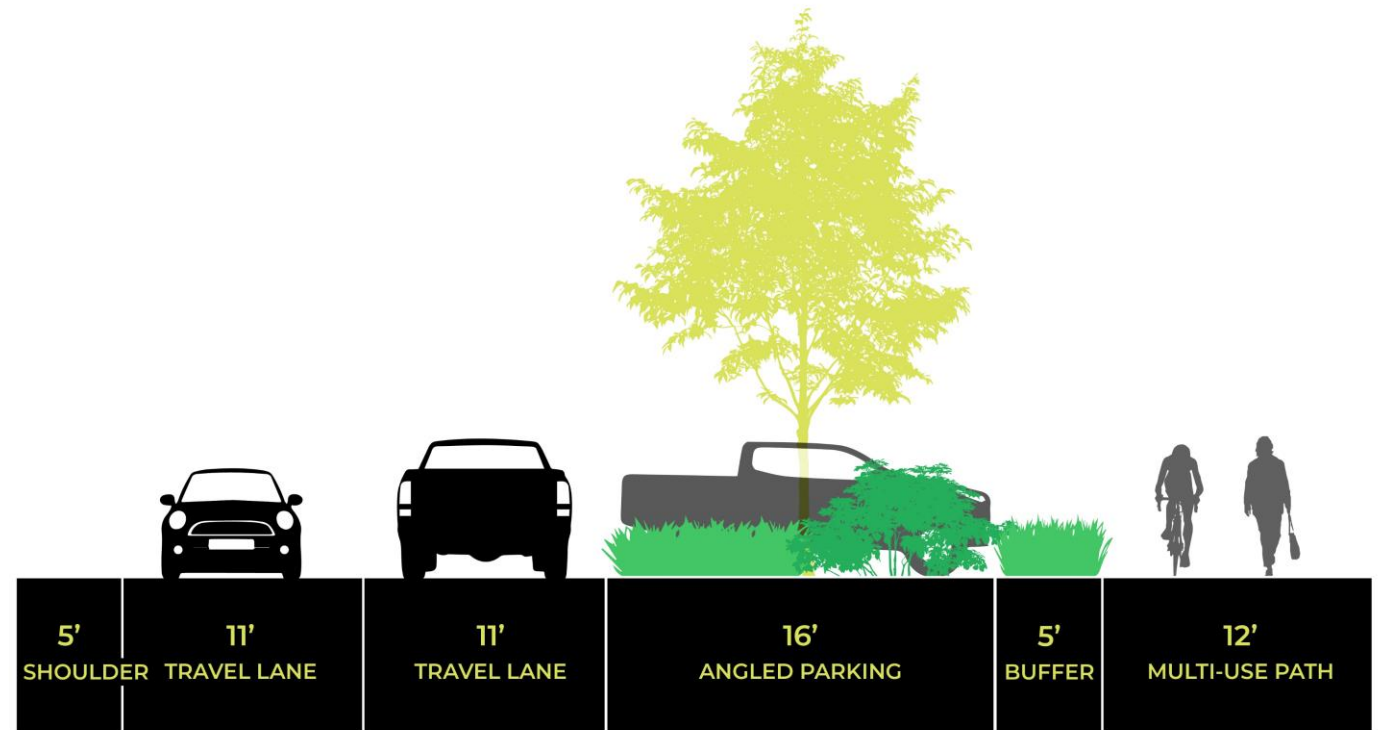 5’
SHOULDER
11’
TRAVEL LANE
11’
TRAVEL LANE
16’
ANGLED PARKING
5’
BUFFER
12’
MULTI-USE PATH